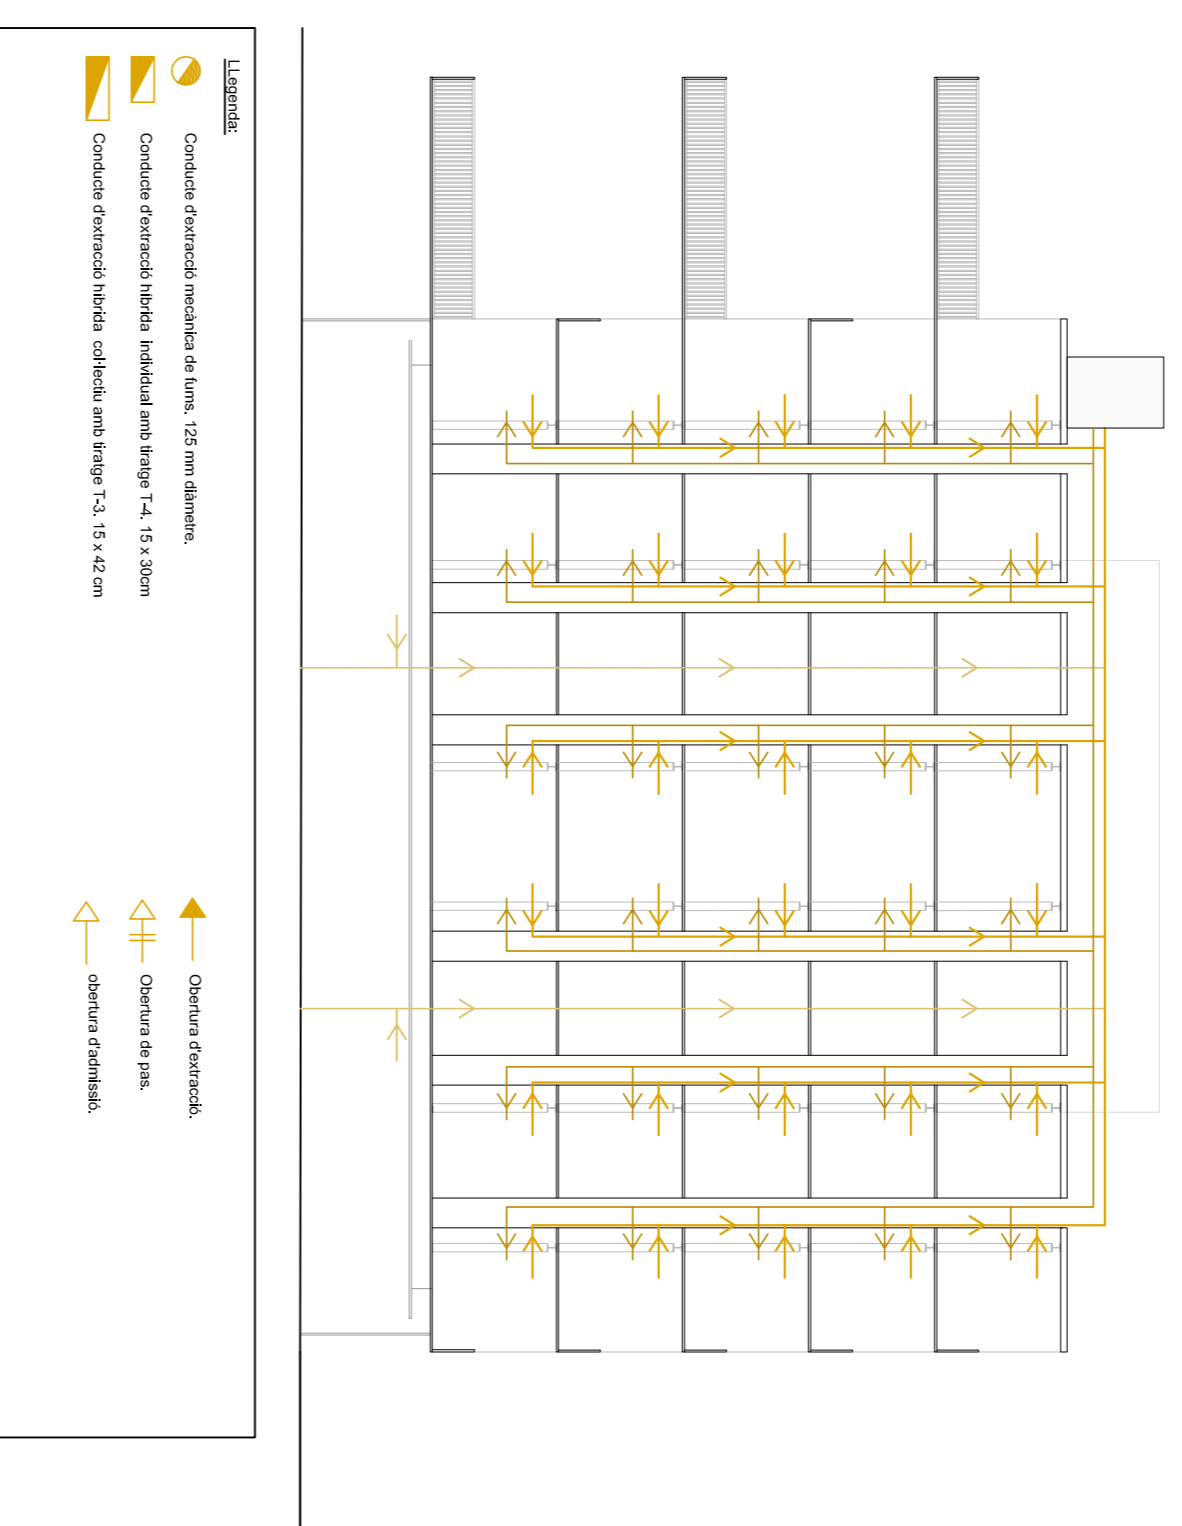 LLegenda:
Conducte d'extracció mecànica de fums. 125 mm diàmetre.
Conducte d'extracció híbrida individual amb tiratge T-4. 15 x 30cm
Conducte d'extracció híbrida col·lectiu amb tiratge T-3. 15 x 42 cm
Obertura d'extracció.
Obertura de pas.
obertura d'admissió.